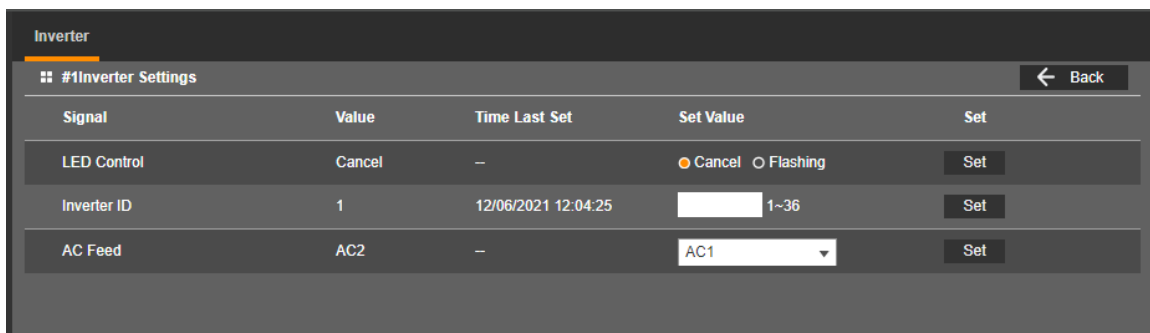 Inverter
#1Inverter Settings
Back
Signal Value Time Last Set Set Value Set
LED Control Cancel -- Cancel Flashing Set
Inverter ID 1 12/06/2021 12:04:25 1~36 Set
AC Feed AC2 -- AC1 Set